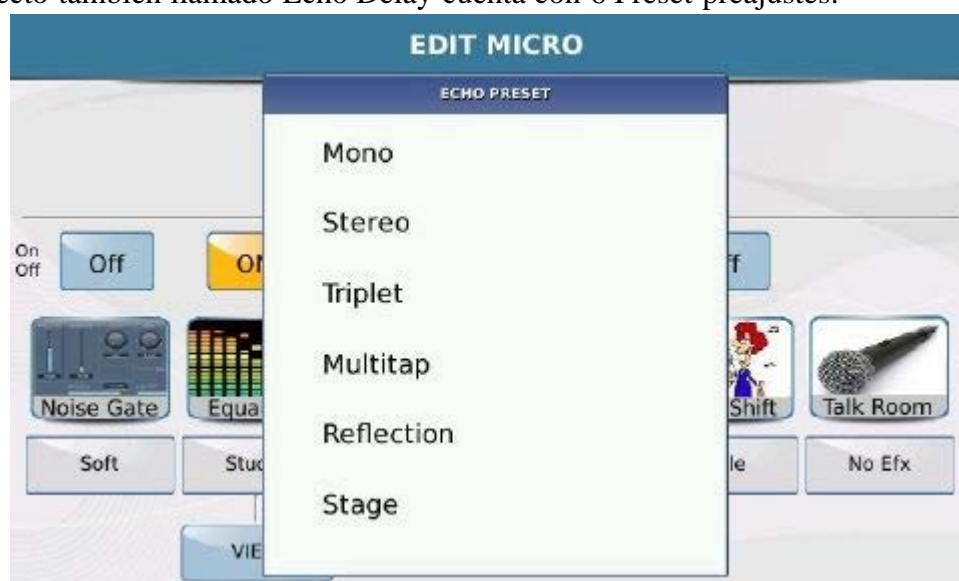 también llamado Echo Delay cuenta con 6 Preset preajustes.
EDIT MICRO
ECHO PRESET
Mono
Stereo
Triplet
Multitap
Reflection
Stage
On
Off
Off
Noise Gate
Shift
Talk Room
Soft
No Efx